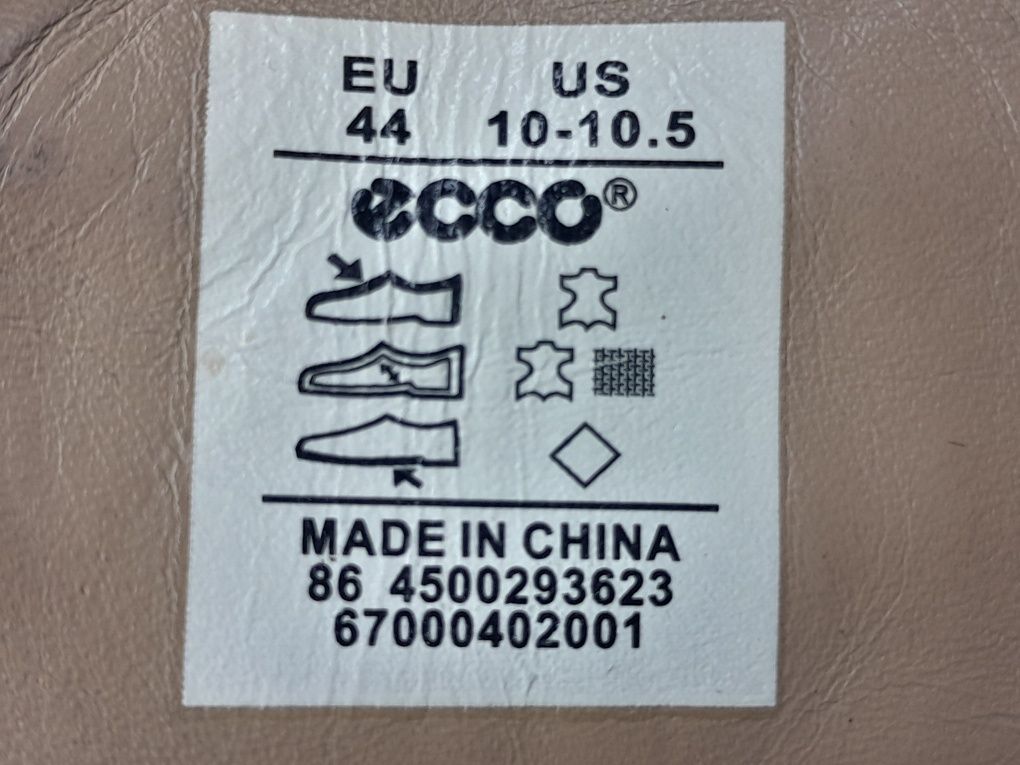 EU US
44 10-10.5
ecco®
MADE IN CHINA
86 4500293623
67000402001